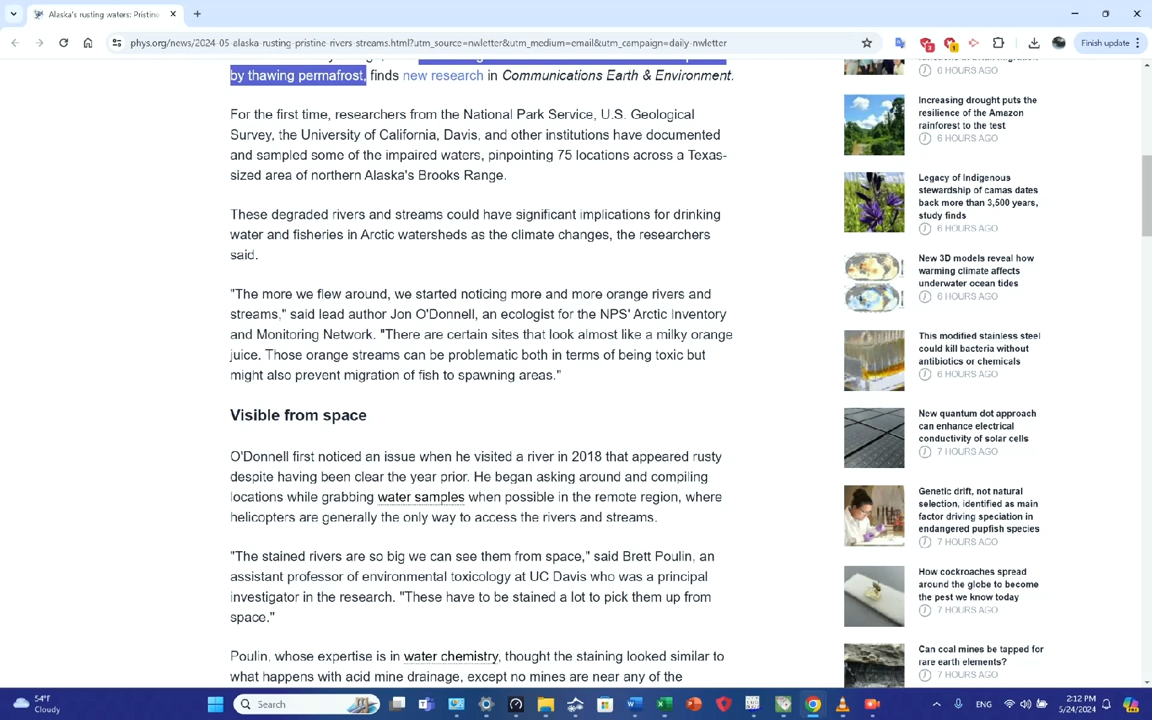 Alaska's rusting waters: Pristine
phys.org/news/2024-05-alaska-rusting-pristine-rivers-streams.html?utm_source=nwletter&utm_medium=email&utm_campaign=daily-nwletter
Finish update
by thawing permafrost, finds new research in Communications Earth & Environment.
For the first time, researchers from the National Park Service, U.S. Geological
Survey, the University of California, Davis, and other institutions have documented
and sampled some of the impaired waters, pinpointing 75 locations across a Texas-
sized area of northern Alaska's Brooks Range.
These degraded rivers and streams could have significant implications for drinking
water and fisheries in Arctic watersheds as the climate changes, the researchers
said.
"The more we flew around, we started noticing more and more orange rivers and
streams," said lead author Jon O'Donnell, an ecologist for the NPS' Arctic Inventory
and Monitoring Network. "There are certain sites that look almost like a milky orange
juice. Those orange streams can be problematic both in terms of being toxic but
might also prevent migration of fish to spawning areas."
Visible from space
O'Donnell first noticed an issue when he visited a river in 2018 that appeared rusty
despite having been clear the year prior. He began asking around and compiling
locations while grabbing water samples when possible in the remote region, where
helicopters are generally the only way to access the rivers and streams.
"The stained rivers are so big we can see them from space," said Brett Poulin, an
assistant professor of environmental toxicology at UC Davis who was a principal
investigator in the research. "These have to be stained a lot to pick them up from
space."
Poulin, whose expertise is in water chemistry, thought the staining looked similar to
what happens with acid mine drainage, except no mines are near any of the
6 HOURS AGO
Increasing drought puts the
resilience of the Amazon
rainforest to the test
6 HOURS AGO
Legacy of Indigenous
stewardship of camas dates
back more than 3,500 years,
study finds
6 HOURS AGO
New 3D models reveal how
warming climate affects
underwater ocean tides
6 HOURS AGO
This modified stainless steel
could kill bacteria without
antibiotics or chemicals
6 HOURS AGO
New quantum dot approach
can enhance electrical
conductivity of solar cells
7 HOURS AGO
Genetic drift, not natural
selection, identified as main
factor driving speciation in
endangered pupfish species
7 HOURS AGO
How cockroaches spread
around the globe to become
the pest we know today
7 HOURS AGO
Can coal mines be tapped for
rare earth elements?
7 HOURS AGO
54°F
Cloudy
Search
ENG
2:12 PM
5/24/2024